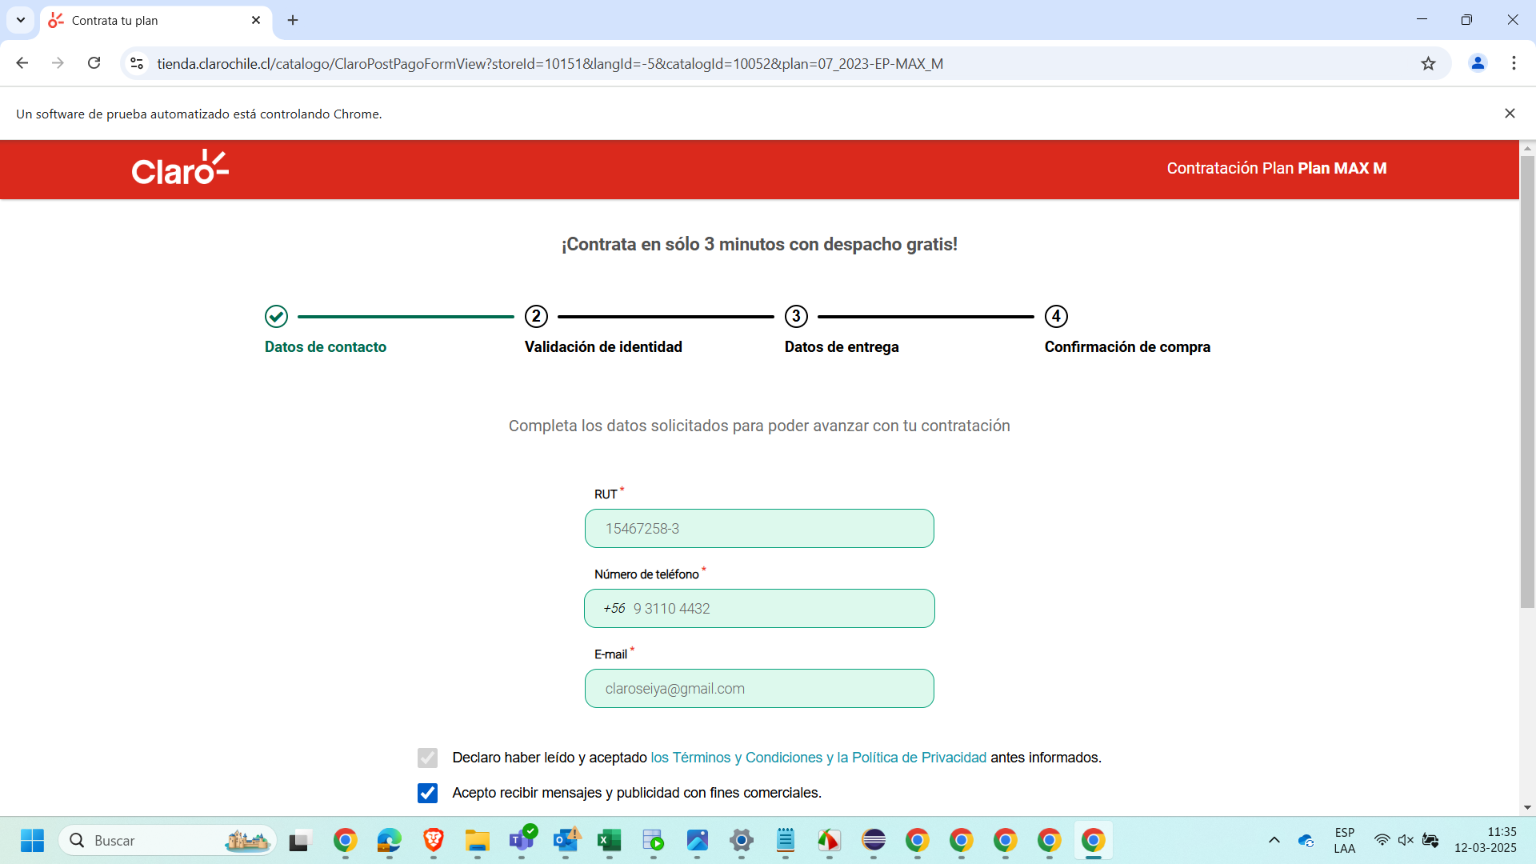 Contrata tu plan
tienda.clarochile.cl/catalogo/ClaroPostPagoFormView?storeId=10151&langId=-5&catalogId=10052&plan=07_2023-EP-MAX_M
Un software de prueba automatizado está controlando Chrome.
Claro
Contratación Plan Plan MAX M
¡Contrata en sólo 3 minutos con despacho gratis!
2 3 4
Datos de contacto Validación de identidad Datos de entrega Confirmación de compra
Completa los datos solicitados para poder avanzar con tu contratación
RUT *
15467258-3
Número de teléfono *
+56 9 3110 4432
E-mail *
claroseiya@gmail.com
Declaro haber leído y aceptado los Términos y Condiciones y la Política de Privacidad antes informados.
Acepto recibir mensajes y publicidad con fines comerciales.
Buscar
ESP
LAA
11:35
12-03-2025